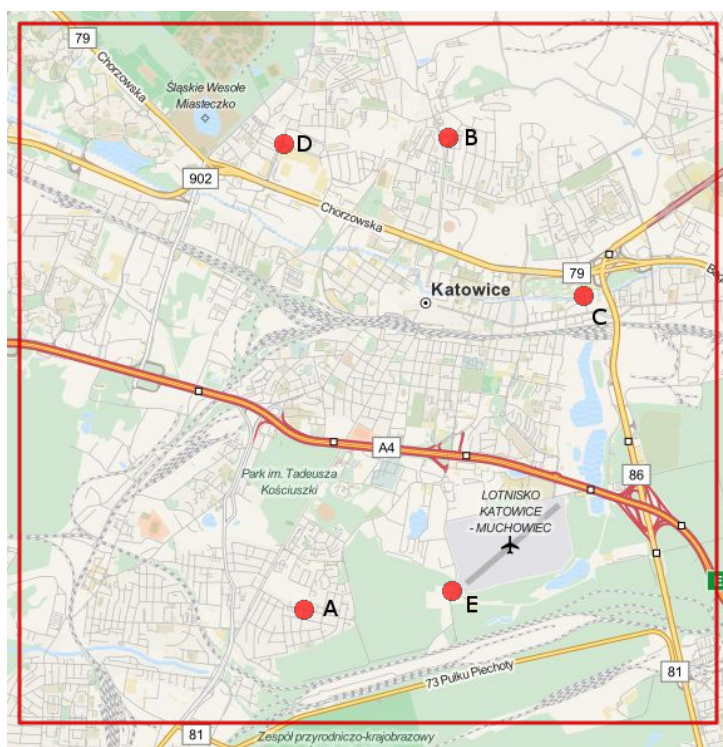 79
Chorzowska
Śląskie Wesołe
Miasteczko
D
B
902
Chorzowska
79
Katowice
C
A4
Park im. Tadeusza
Kościuszki
86
LOTNISKO
KATOWICE
- MUCHOWIEC
E
A
73 Pułku Piechoty
81
81
Zespół przyrodniczo-krajobrazowy